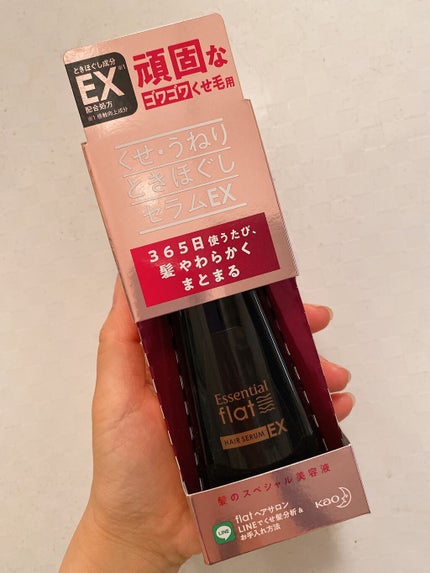 ときほぐし成分
EX※1
配合処方
※1 櫛触向上成分
頑固な
ゴワゴワくせ毛用
くせ・うねり
ときほぐし
セラムEX
365日使うたび、
髪 やわらかく
まとまる
Essential
flat
HAIR SERUM EX
髪のスペシャル美容液
LINE
flat ヘアサロン
LINEでくせ髪分析&
お手入れ方法
Kao